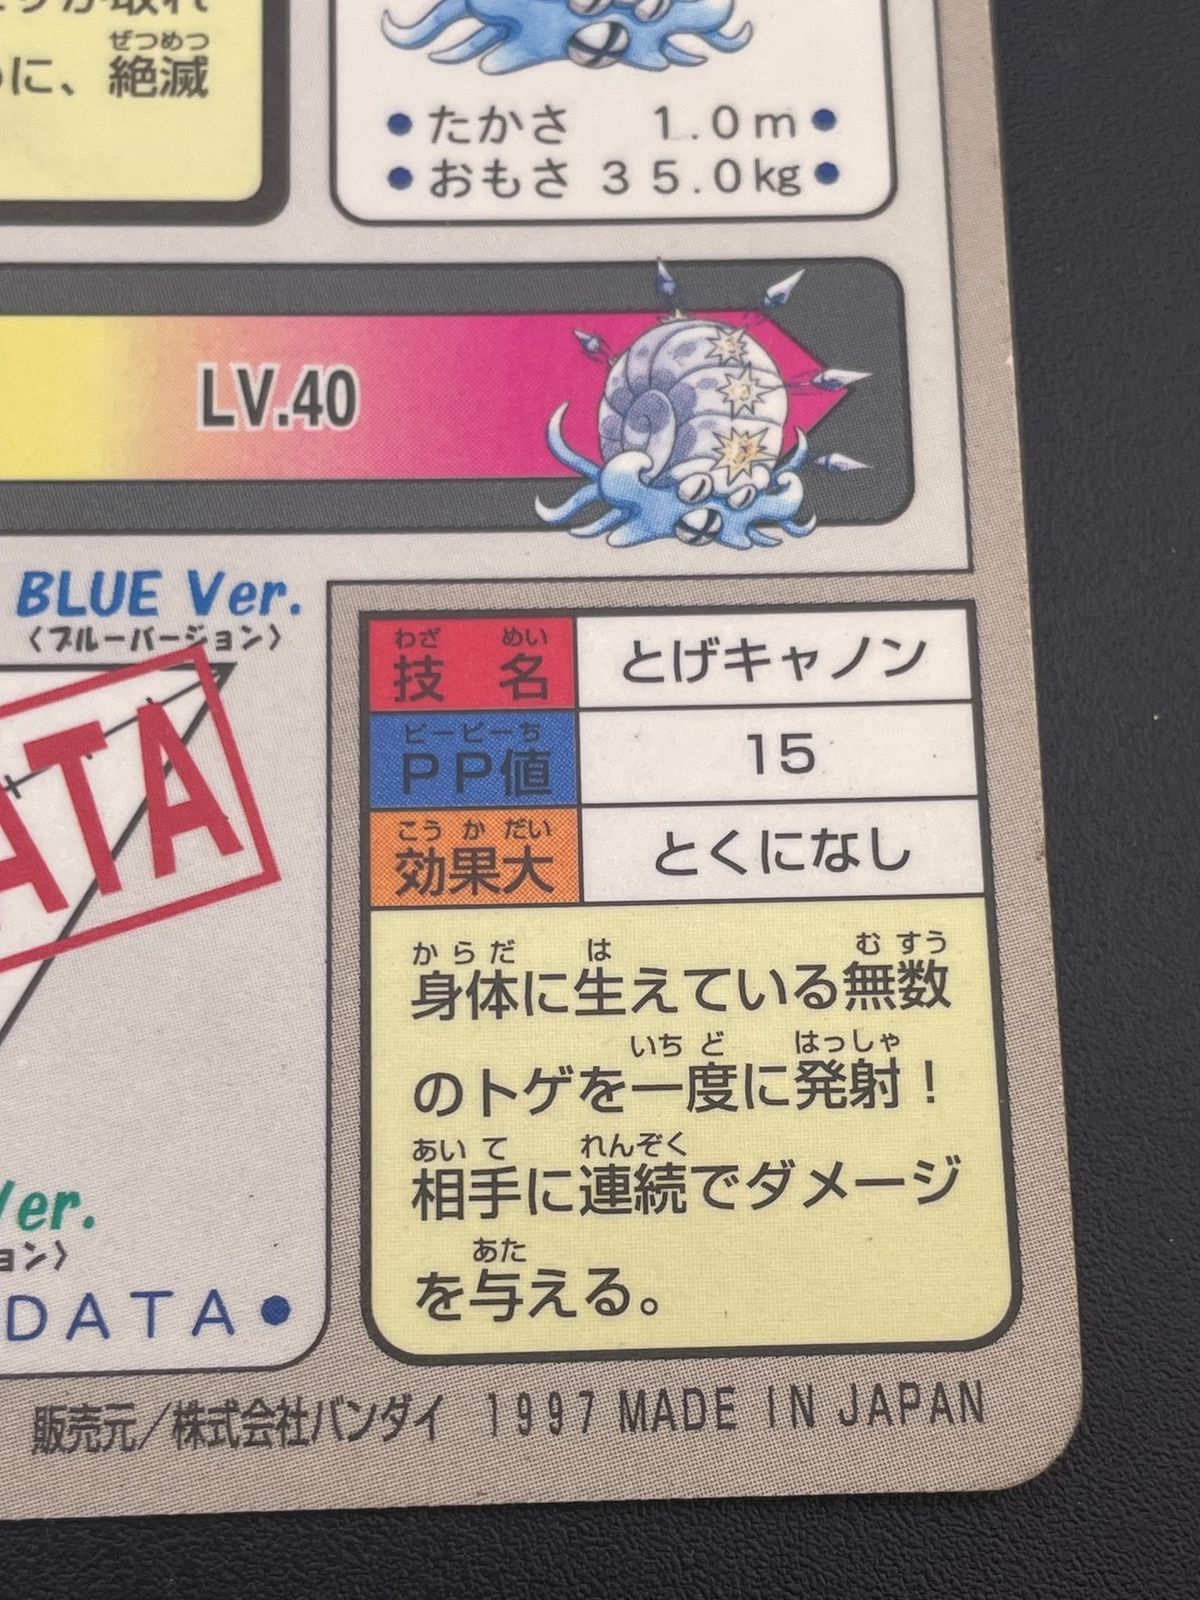 取れ
に、絶滅
ぜつめつ
●たかさ 1.0m●
●おもさ 35.0kg●
LV.40
BLUE Ver.
〈ブルーバージョン〉
ATA
わざ めい
技 名 とげキャノン
ピーピーち
PP値 15
こう か だい
効果大 とくになし
からだ は むすう
身体に生えている無数
いちど はっしゃ
のトゲを一度に発射！
あいて れんぞく
相手に連続でダメージ
あた
を与える。
Ver.
ョン〉
DATA●
販売元／株式会社バンダイ 1997 MADE IN JAPAN